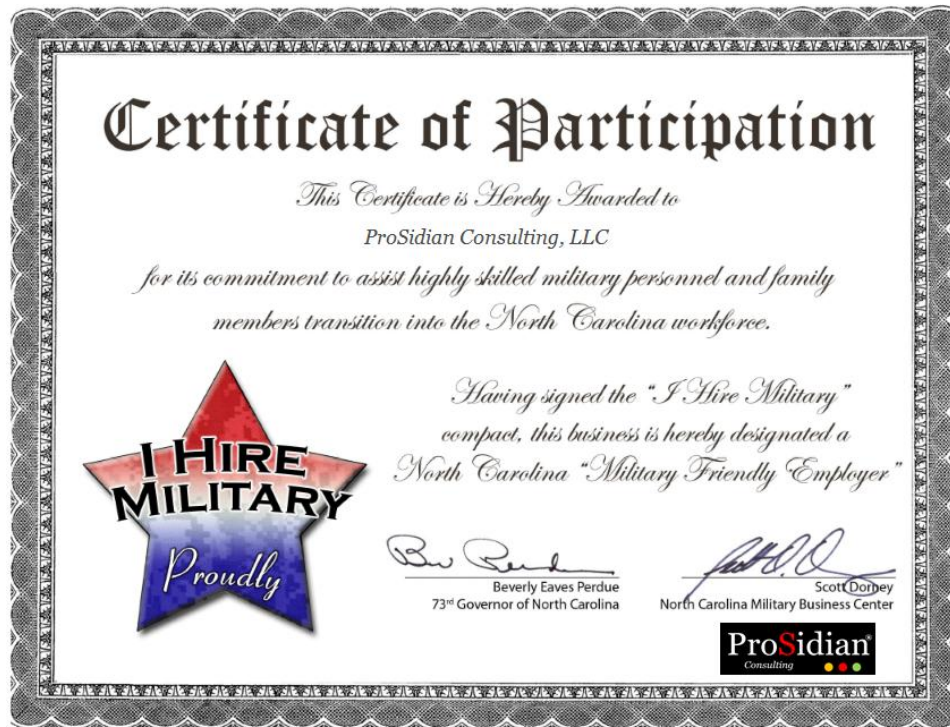 Certificate of Participation
This Certificate is Hereby Awarded to
ProSidian Consulting, LLC
for its commitment to assist highly skilled military personnel and family
members transition into the North Carolina workforce.
Having signed the “I Hire Military”
compact, this business is hereby designated a
North Carolina “Military Friendly Employer”
I HIRE
MILITARY
Proudly
Beverly Eaves Perdue
73rd Governor of North Carolina
Scott Dorney
North Carolina Military Business Center
ProSidian®
Consulting